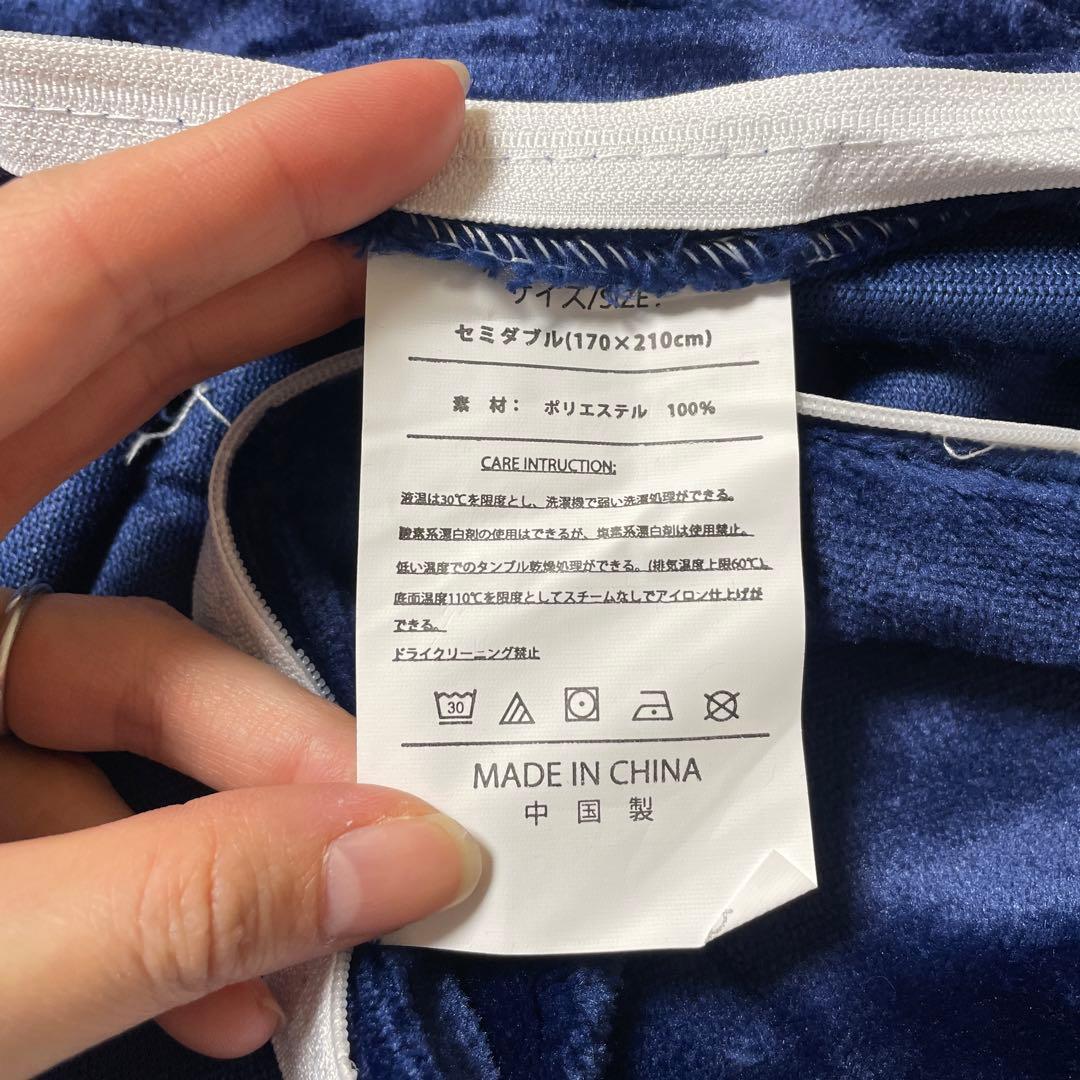 サイズ/SIZE:
セミダブル(170×210cm)
素 材： ポリエステル 100%
CARE INTRUCTION:
液温は30℃を限度とし、洗濯機で弱い洗濯処理ができる。
酸素系漂白剤の使用はできるが、塩素系漂白剤は使用禁止。
低い温度でのタンブル乾燥処理ができる。(排気温度上限60℃)。
底面温度110℃を限度としてスチームなしでアイロン仕上げが
できる。
ドライクリーニング禁止
30
MADE IN CHINA
中 国 製